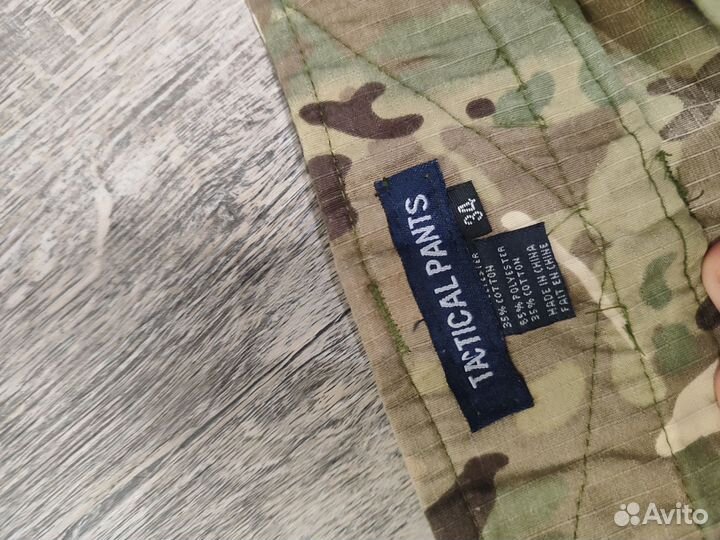 TACTICAL PANTS
34
35% COTTON
65% POLYESTER
35% COTTON
MADE IN CHINA
FAIT EN CHINE
Avito